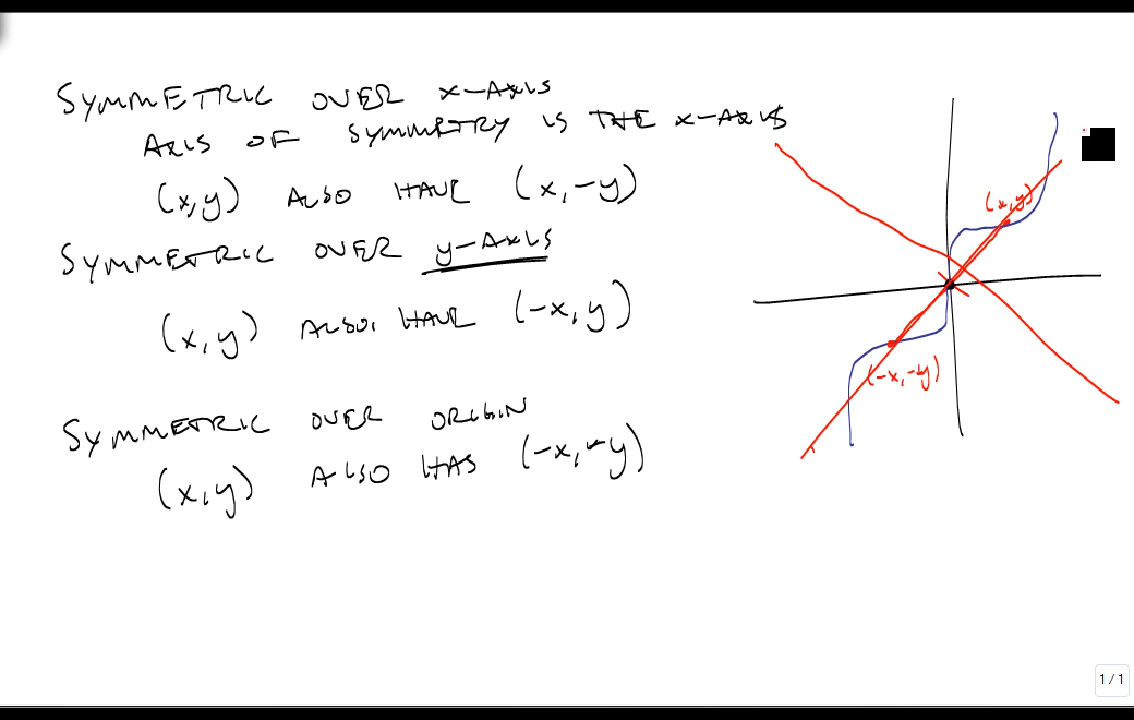 SYMMETRIC OVER x-AXIS
AXIS OF SYMMETRY IS THE x-AXIS
(x,y) ALSO HAVE (x,-y)
SYMMETRIC OVER y-AXIS
(x,y) ALSO, HAVE (-x,y)
SYMMETRIC OVER ORIGIN
(x,y) ALSO HAS (-x,-y)
(x,y)
(-x,-y)
1 / 1